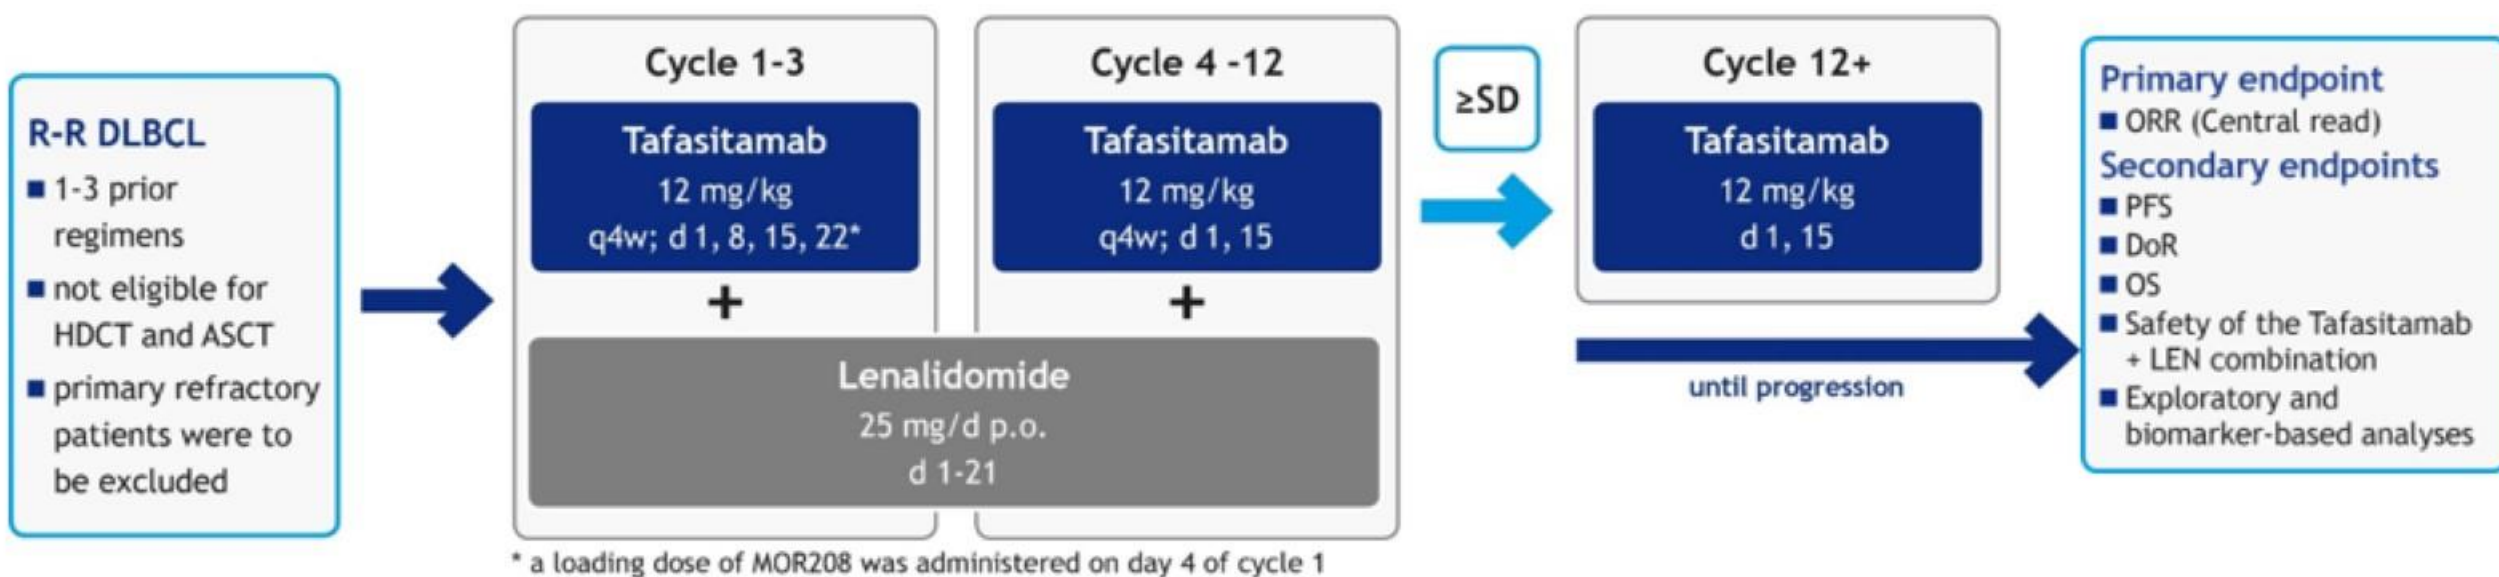 R-R DLBCL
■ 1-3 prior
regimens
■ not eligible for
HDCT and ASCT
■ primary refractory
patients were to
be excluded
Cycle 1-3
Tafasitamab
12 mg/kg
q4w; d 1, 8, 15, 22*
+
Cycle 4 -12
Tafasitamab
12 mg/kg
q4w; d 1, 15
+
Lenalidomide
25 mg/d p.o.
d 1-21
* a loading dose of MOR208 was administered on day 4 of cycle 1
≥SD
Cycle 12+
Tafasitamab
12 mg/kg
d 1, 15
until progression
Primary endpoint
■ ORR (Central read)
Secondary endpoints
■ PFS
■ DoR
■ OS
■ Safety of the Tafasitamab
+ LEN combination
■ Exploratory and
biomarker-based analyses